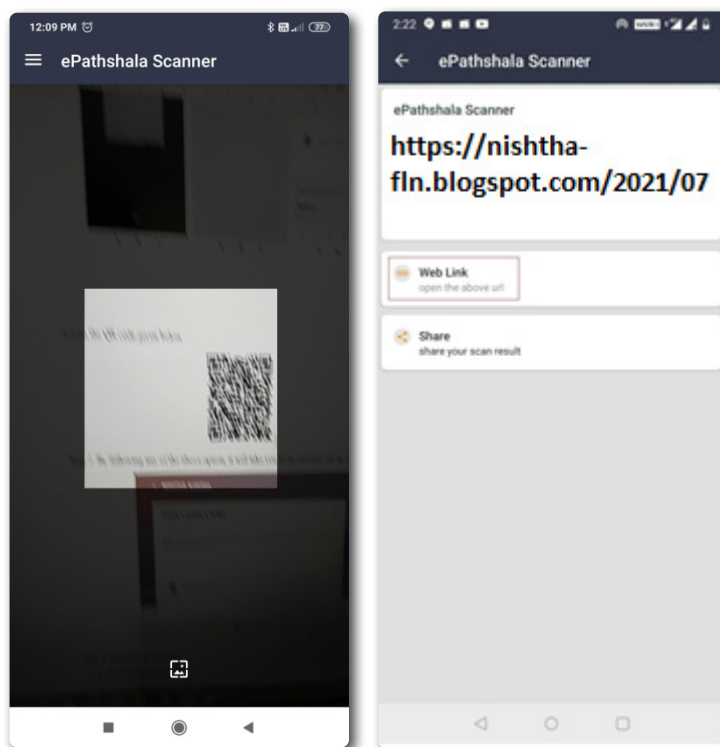 12:09 PM
77
ePathshala Scanner
2:22
ePathshala Scanner
ePathshala Scanner
https://nishtha-
fln.blogspot.com/2021/07
Web Link
open the above url
Share
share your scan result